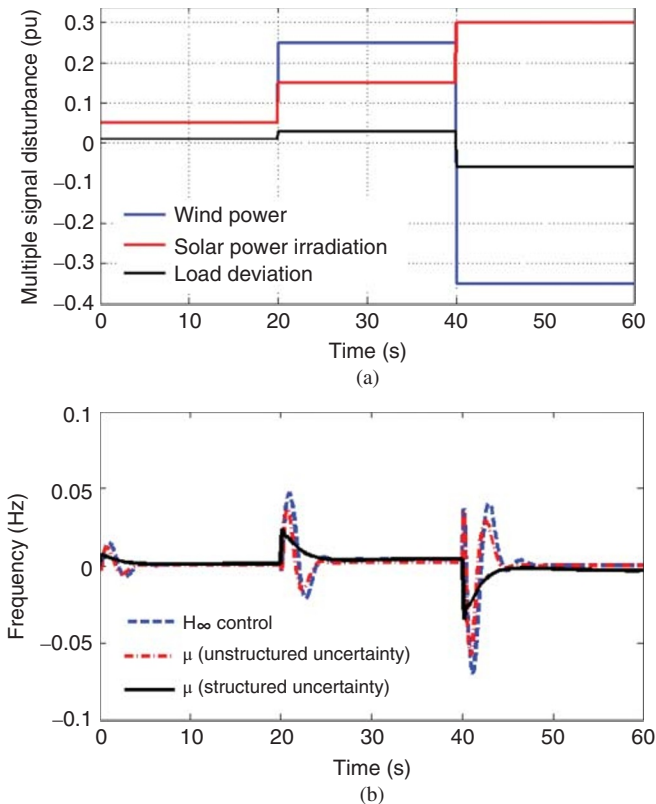 0.3
0.2
0.1
0
−0.1
−0.2
−0.3
−0.4
Multiple signal disturbance (pu)
Wind power
Solar power irradiation
Load deviation
0 10 20 30 40 50 60
Time (s)
(a)
0.1
0.05
0
−0.05
−0.1
Frequency (Hz)
H∞ control
μ (unstructured uncertainty)
μ (structured uncertainty)
0 10 20 30 40 50 60
Time (s)
(b)